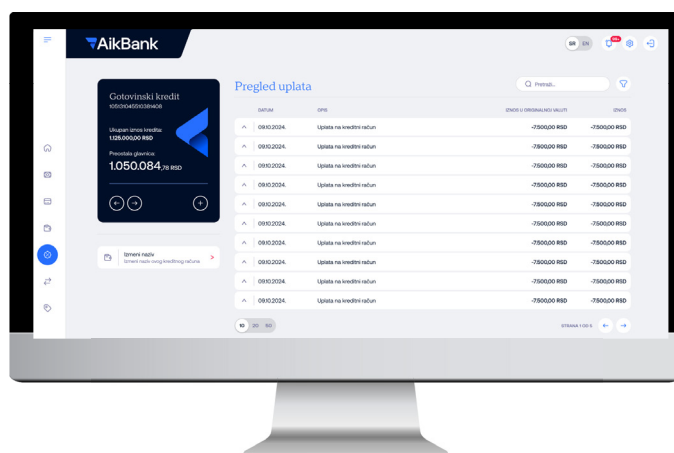 AikBank
SR EN
Gotovinski kredit
Ukupan iznos kredita:
1.125.000,00 RSD
Preostala glavnica:
1.050.084,78 RSD
Izmeni naziv
Izmeni naziv ovog kreditnog računa
Pregled uplata
Pretraži...
DATUM OPIS IZNOS U ORIGINALNOJ VALUTI IZNOS
09.10.2024. Uplata na kreditni račun -7.500,00 RSD -7.500,00 RSD
09.10.2024. Uplata na kreditni račun -7.500,00 RSD -7.500,00 RSD
09.10.2024. Uplata na kreditni račun -7.500,00 RSD -7.500,00 RSD
09.10.2024. Uplata na kreditni račun -7.500,00 RSD -7.500,00 RSD
09.10.2024. Uplata na kreditni račun -7.500,00 RSD -7.500,00 RSD
09.10.2024. Uplata na kreditni račun -7.500,00 RSD -7.500,00 RSD
09.10.2024. Uplata na kreditni račun -7.500,00 RSD -7.500,00 RSD
09.10.2024. Uplata na kreditni račun -7.500,00 RSD -7.500,00 RSD
09.10.2024. Uplata na kreditni račun -7.500,00 RSD -7.500,00 RSD
09.10.2024. Uplata na kreditni račun -7.500,00 RSD -7.500,00 RSD
10 20 50
STRANA 1 OD